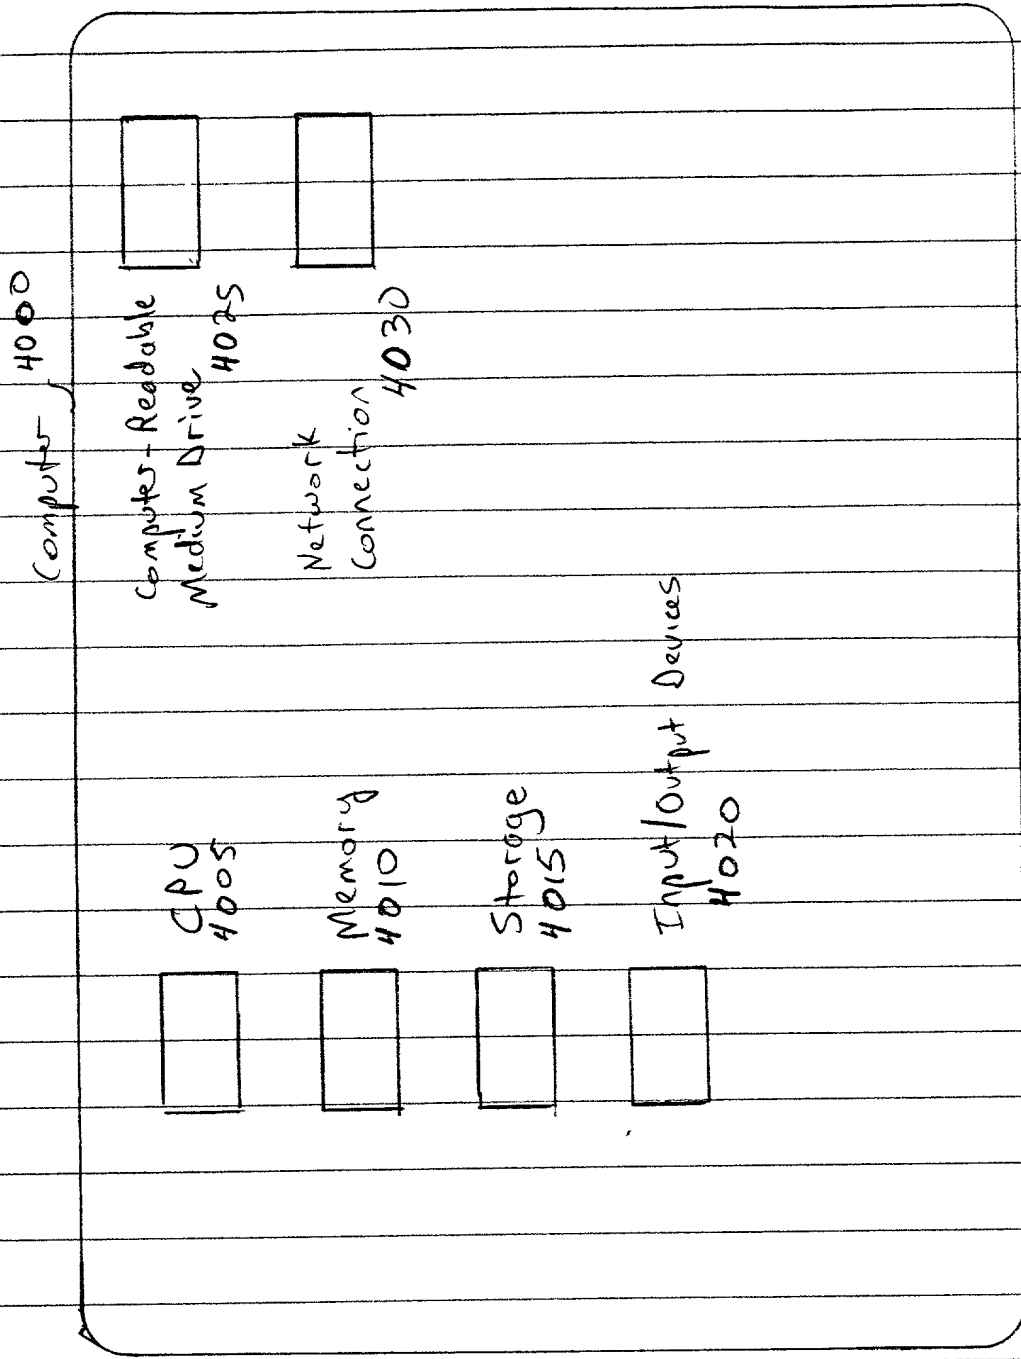 Computer 4000
CPU
4005
Memory
4010
Storage
4015
Input/Output Devices
4020
Computer-Readable
Medium Drive
4025
Network
Connection
4030